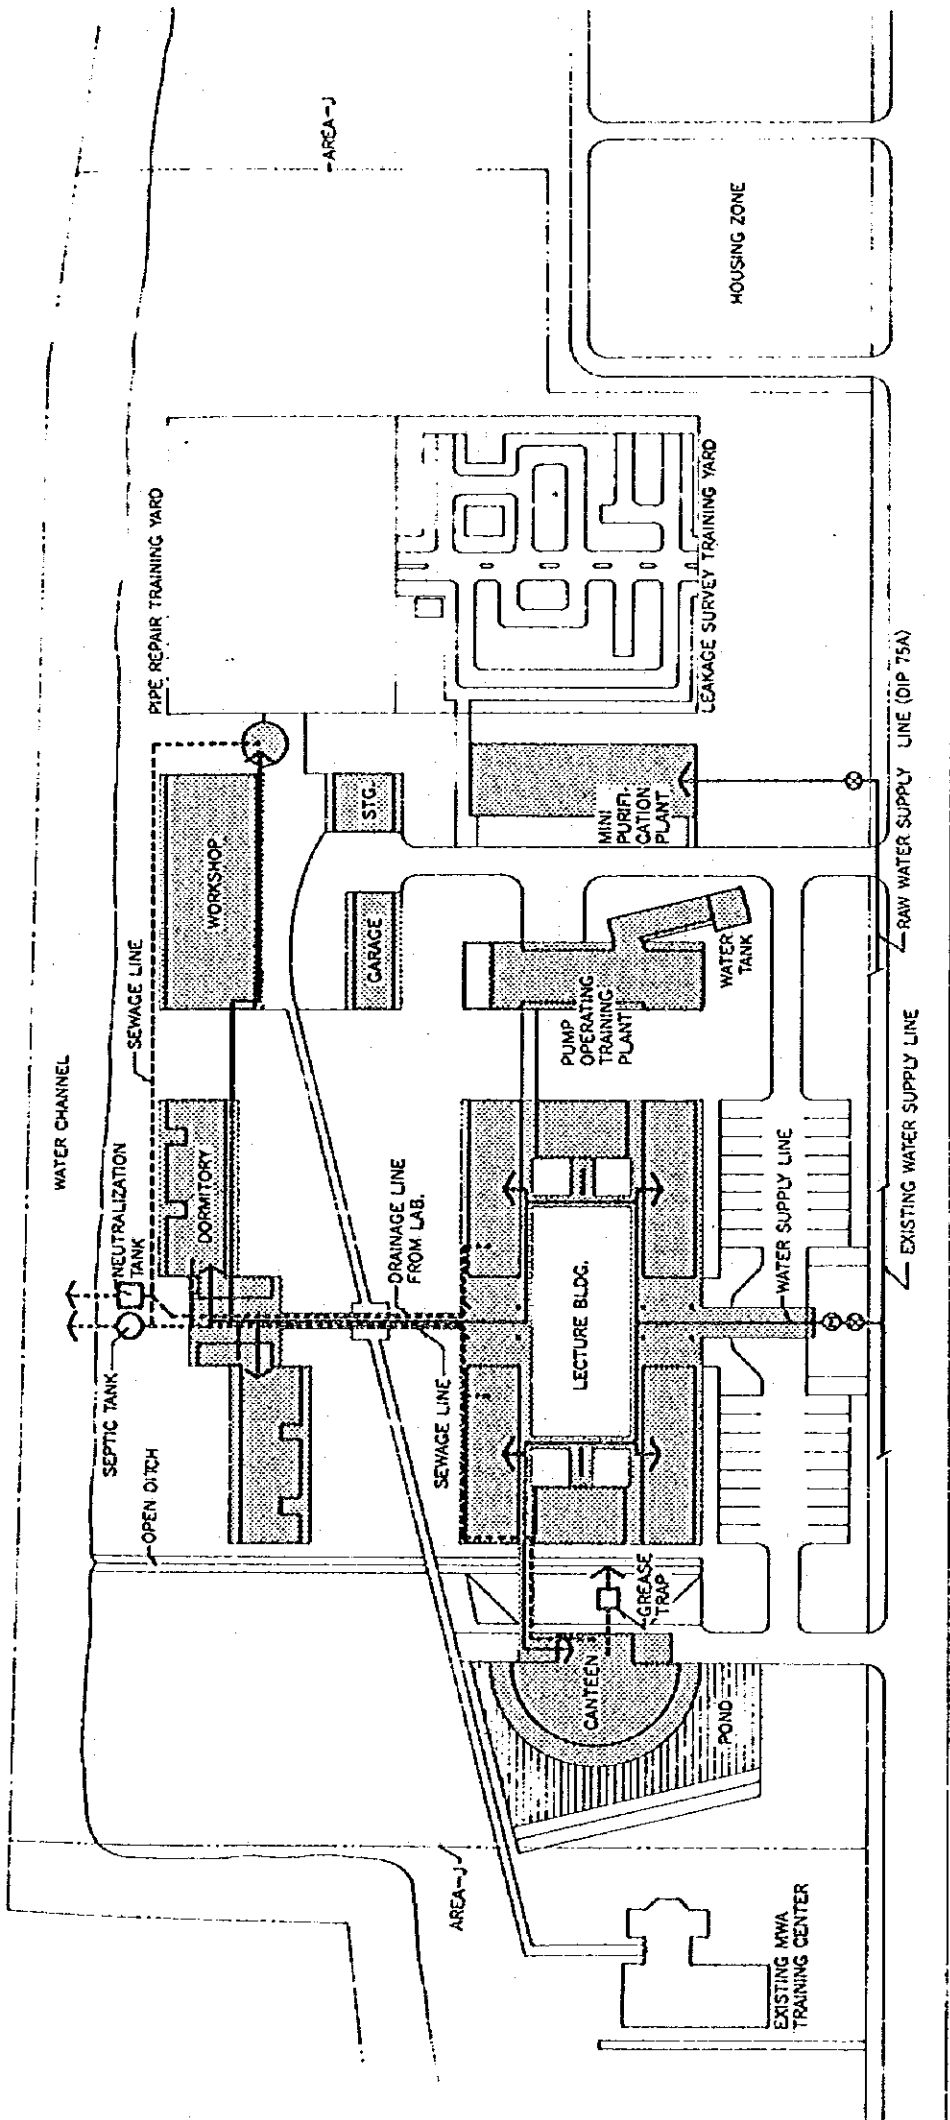 WATER CHANNEL
SEWAGE LINE
NEUTRALIZATION
TANK
SEPTIC TANK
OPEN DITCH
PIPE REPAIR TRAINING YARD
AREA-J
WORKSHOP
DORMITORY
STG.
GARAGE
DRAINAGE LINE
FROM LAB.
SEWAGE LINE
LEAKAGE SURVEY TRAINING YARD
MINI
PURIFI-
CATION
PLANT
PUMP
OPERATING
TRAINING
PLANT
WATER
TANK
LECTURE BLDG.
GREASE
TRAP
CANTEEN
POND
AREA-J
HOUSING ZONE
WATER SUPPLY LINE
RAW WATER SUPPLY LINE (DIP 75A)
EXISTING WATER SUPPLY LINE
EXISTING MWA
TRAINING CENTER